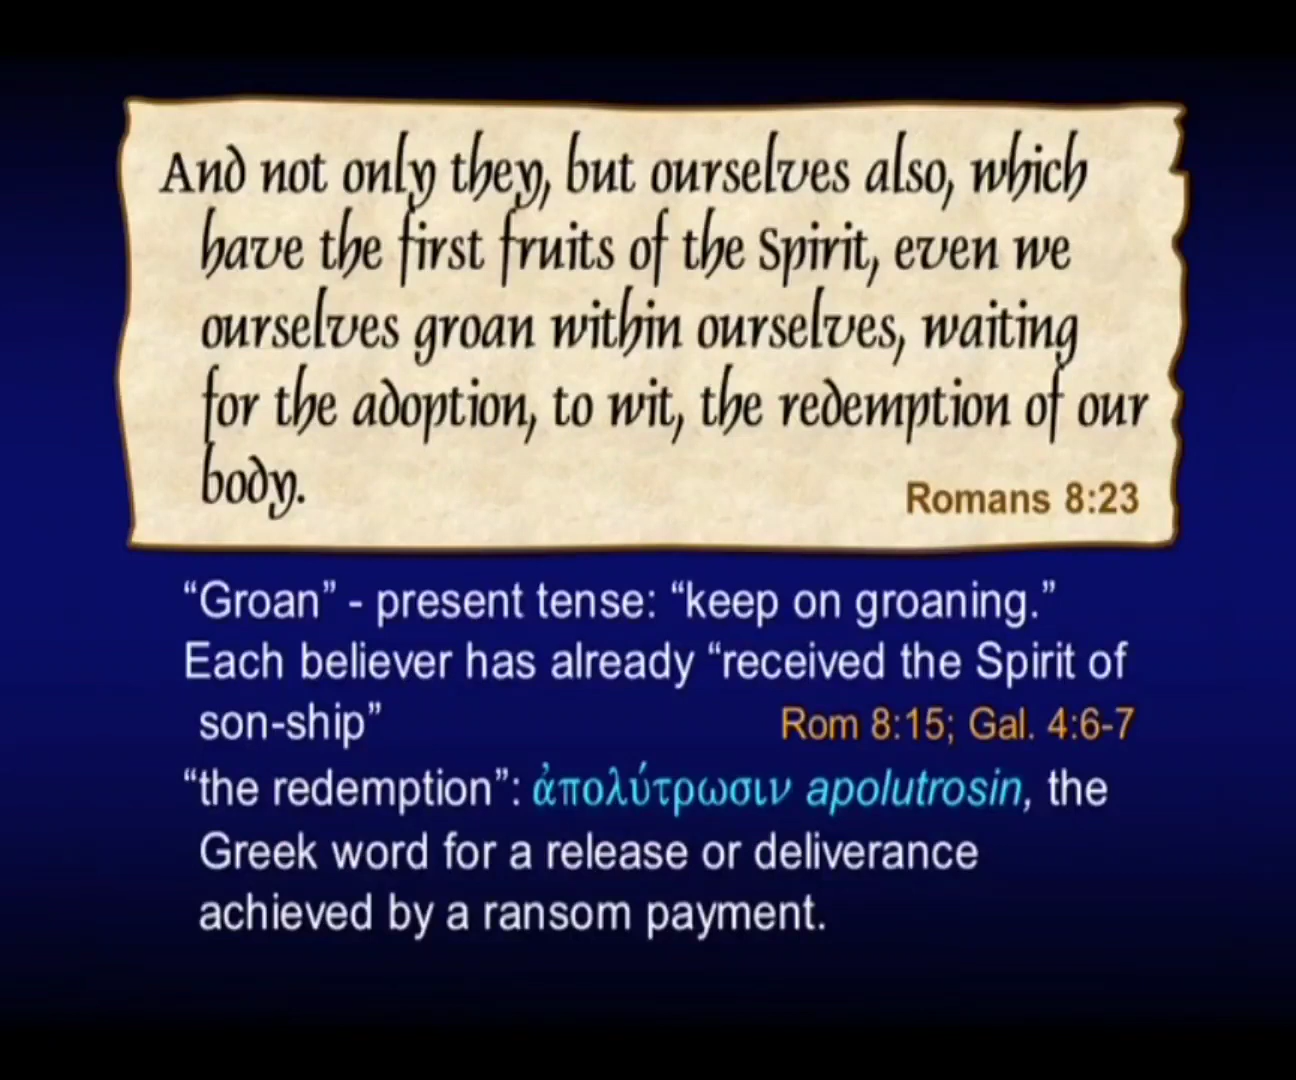 And not only they, but ourselves also, which
have the first fruits of the Spirit, even we
ourselves groan within ourselves, waiting
for the adoption, to wit, the redemption of our
body.
Romans 8:23
“Groan” - present tense: “keep on groaning.”
Each believer has already “received the Spirit of
son-ship” Rom 8:15; Gal. 4:6-7
“the redemption”: ἀπολύτρωσιν apolutrosin, the
Greek word for a release or deliverance
achieved by a ransom payment.